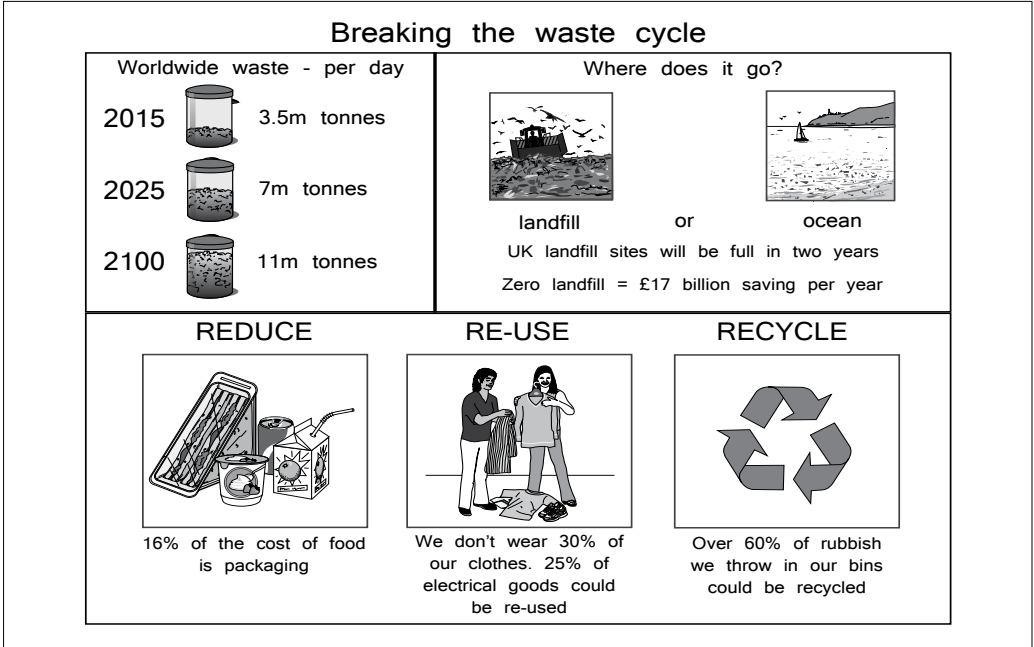 Breaking the waste cycle
Worldwide waste - per day
2015 3.5m tonnes
2025 7m tonnes
2100 11m tonnes
Where does it go?
landfill or ocean
UK landfill sites will be full in two years
Zero landfill = £17 billion saving per year
REDUCE
16% of the cost of food
is packaging
RE-USE
We don't wear 30% of
our clothes. 25% of
electrical goods could
be re-used
RECYCLE
Over 60% of rubbish
we throw in our bins
could be recycled